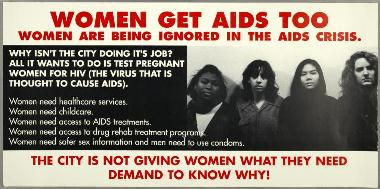 WOMEN GET AIDS TOO
WOMEN ARE BEING IGNORED IN THE AIDS CRISIS.
WHY ISN'T THE CITY DOING IT'S JOB?
ALL IT WANTS TO DO IS TEST PREGNANT
WOMEN FOR HIV (THE VIRUS THAT IS
THOUGHT TO CAUSE AIDS).
Women need healthcare services.
Women need childcare.
Women need access to AIDS treatments.
Women need access to drug rehab treatment programs.
Women need safer sex information and men need to use condoms.
THE CITY IS NOT GIVING WOMEN WHAT THEY NEED
DEMAND TO KNOW WHY!